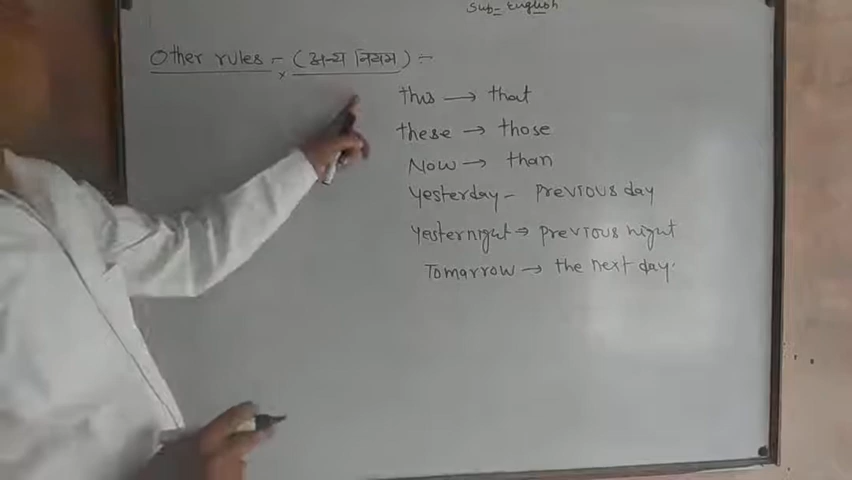 Sub- English
Other rules - (अन्य नियम) :-
this → that
these → those
Now → than
Yesterday - Previous day
Yesternight → Previous night
Tomarrow → the next day.